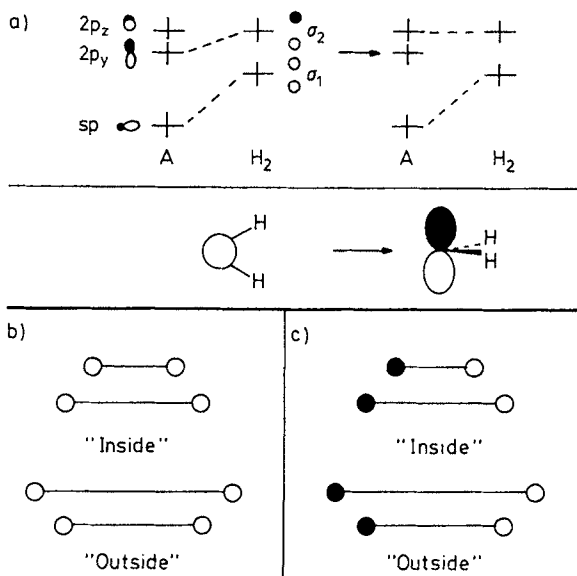 a)
2p_z
2p_y
sp
A
H_2
σ_2
σ_1
A
H_2
H
H
H
H
b)
"Inside"
"Outside"
c)
"Inside"
"Outside"